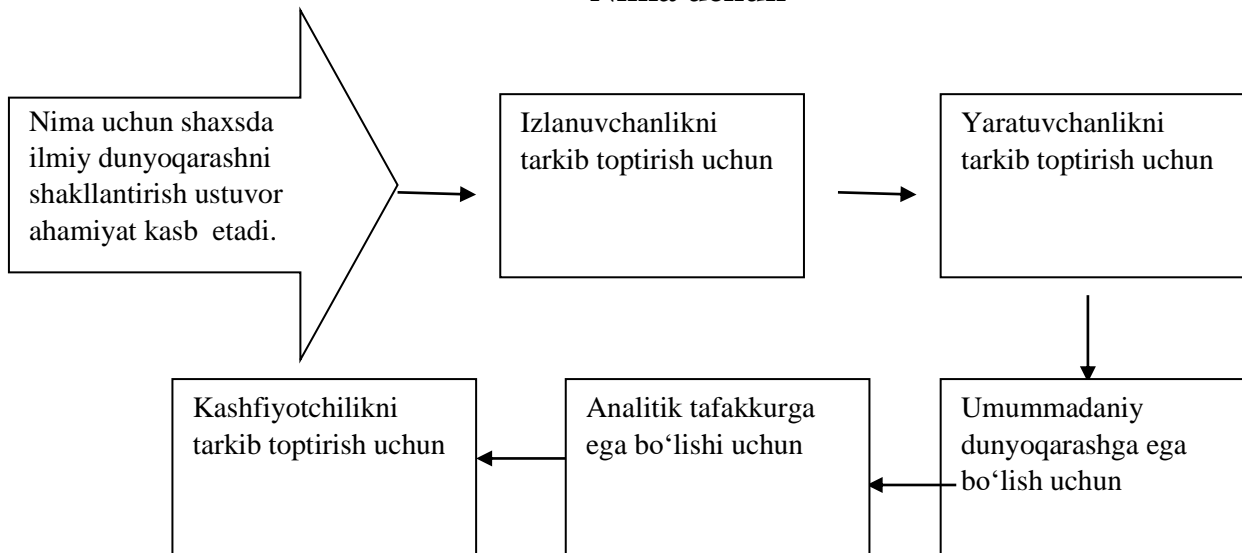 Nima uchun
Nima uchun shaxsda
ilmiy dunyoqarashni
shakllantirish ustuvor
ahamiyat kasb etadi.
Izlanuvchanlikni
tarkib toptirish uchun
Yaratuvchanlikni
tarkib toptirish uchun
Umummadaniy
dunyoqarashga ega
bo‘lish uchun
Analitik tafakkurga
ega bo‘lishi uchun
Kashfiyotchilikni
tarkib toptirish uchun